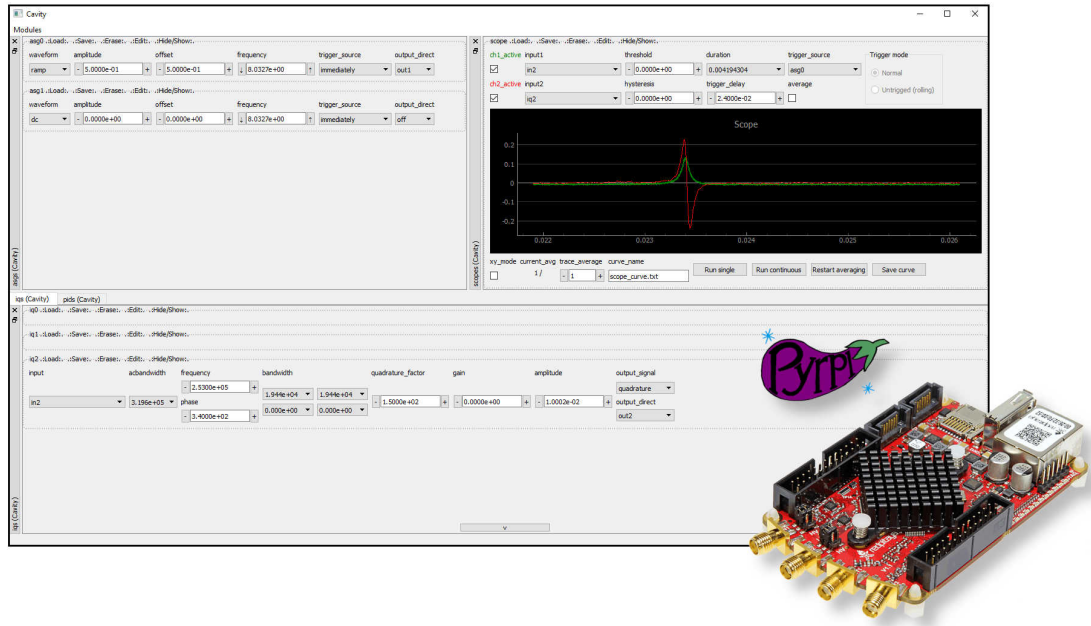 Cavity
Modules
asg0 .:Load:. .:Save:. .:Erase:. .:Edit:. .:Hide/Show:.
waveform amplitude offset frequency trigger_source output_direct
ramp - 5.0000e-01 + - 5.0000e-01 + ↓ 8.0327e+00 ↑ immediately out1
asg1 .:Load:. .:Save:. .:Erase:. .:Edit:. .:Hide/Show:.
waveform amplitude offset frequency trigger_source output_direct
dc - 0.0000e+00 + - 0.0000e+00 + ↓ 8.0327e+00 ↑ immediately off
asgs (Cavity)
scope .:Load:. .:Save:. .:Erase:. .:Edit:. .:Hide/Show:.
ch1_active input1 threshold duration trigger_source Trigger mode
in2 - 0.0000e+00 + 0.004194304 asg0 Normal
ch2_active input2 hysteresis trigger_delay average
iq2 - 0.0000e+00 + - 2.4000e-02 + Untrigged (rolling)
Scope
0.2
0.1
0
-0.1
-0.2
0.022 0.023 0.024 0.025 0.026
xy_mode current_avg trace_average curve_name
1 / - 1 + scope_curve.txt Run single Run continuous Restart averaging Save curve
scopes (Cavity)
iqs (Cavity) pids (Cavity)
iq0 .:Load:. .:Save:. .:Erase:. .:Edit:. .:Hide/Show:.
iq1 .:Load:. .:Save:. .:Erase:. .:Edit:. .:Hide/Show:.
iq2 .:Load:. .:Save:. .:Erase:. .:Edit:. .:Hide/Show:.
input acbandwidth frequency bandwidth quadrature_factor gain amplitude output_signal
in2 3.196e+05 - 2.5300e+05 + 1.944e+04 1.944e+04 - 1.5000e+02 + - 0.0000e+00 + - 1.0002e-02 + quadrature
phase output_direct
- 3.4000e+02 + 0.000e+00 0.000e+00 out2
iqs (Cavity)
v
Pyrpl